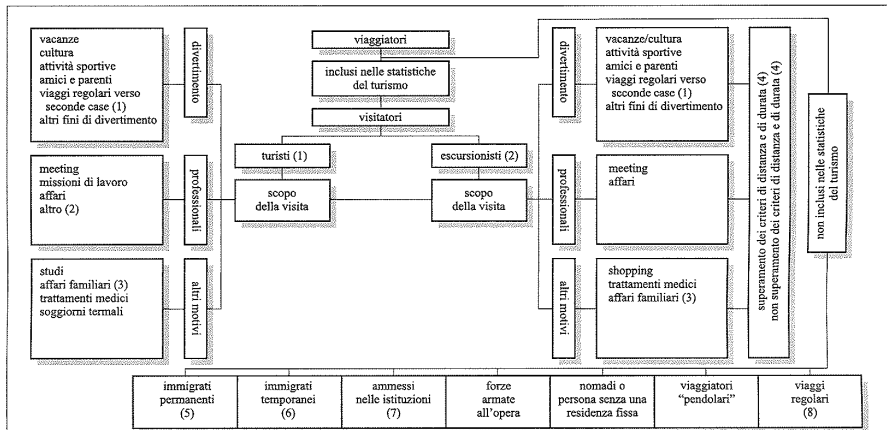 viaggiatori
inclusi nelle statistiche
del turismo
visitatori
turisti (1)
escursionisti (2)
scopo
della visita
scopo
della visita
vacanze
cultura
attività sportive
amici e parenti
viaggi regolari verso
seconde case (1)
altri fini di divertimento
divertimento
meeting
missioni di lavoro
affari
altro (2)
professionali
studi
affari familiari (3)
trattamenti medici
soggiorni termali
altri motivi
divertimento
vacanze/cultura
attività sportive
amici e parenti
viaggi regolari verso
seconde case (1)
altri fini di divertimento
professionali
meeting
affari
altri motivi
shopping
trattamenti medici
affari familiari (3)
superamento dei criteri di distanza e di durata (4)
non superamento dei criteri di distanza e di durata (4)
non inclusi nelle statistiche
del turismo
immigrati
permanenti
(5)
immigrati
temporanei
(6)
ammessi
nelle istituzioni
(7)
forze
armate
all'opera
nomadi o
persona senza una
residenza fissa
viaggiatori
“pendolari”
viaggi
regolari
(8)